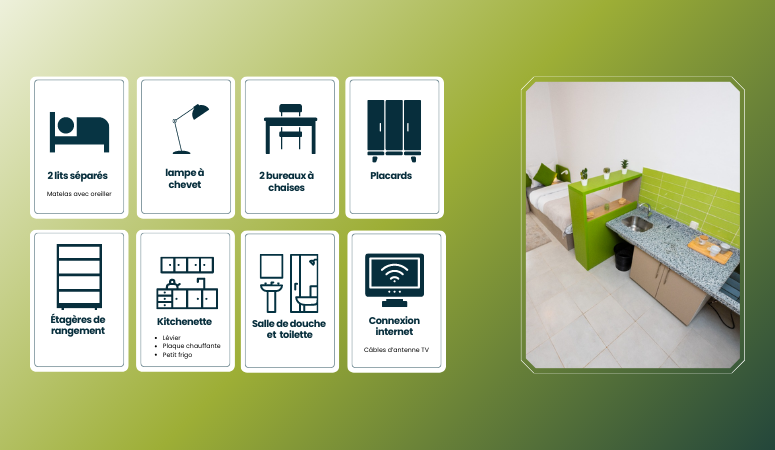 2 lits séparés
Matelas avec oreiller
lampe à
chevet
2 bureaux à
chaises
Placards
Étagères de
rangement
Kitchenette
• Lévier
• Plaque chauffante
• Petit frigo
Salle de douche
et toilette
Connexion
internet
Câbles d'antenne TV